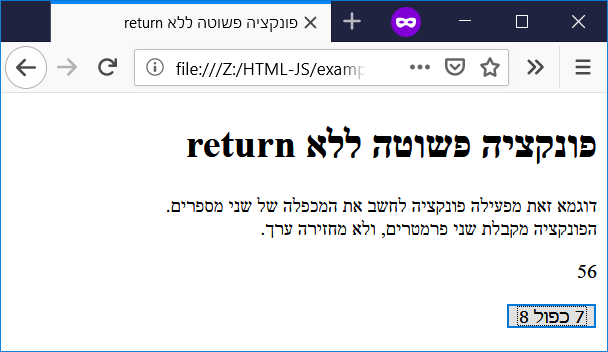 פונקציה פשוטה ללא return
file:///Z:/HTML-JS/examp
פונקציה פשוטה ללא return
דוגמא זאת מפעילה פונקציה לחשב את המכפלה של שני מספרים.
הפונקציה מקבלת שני פרמטרים, ולא מחזירה ערך.
56
7 כפול 8